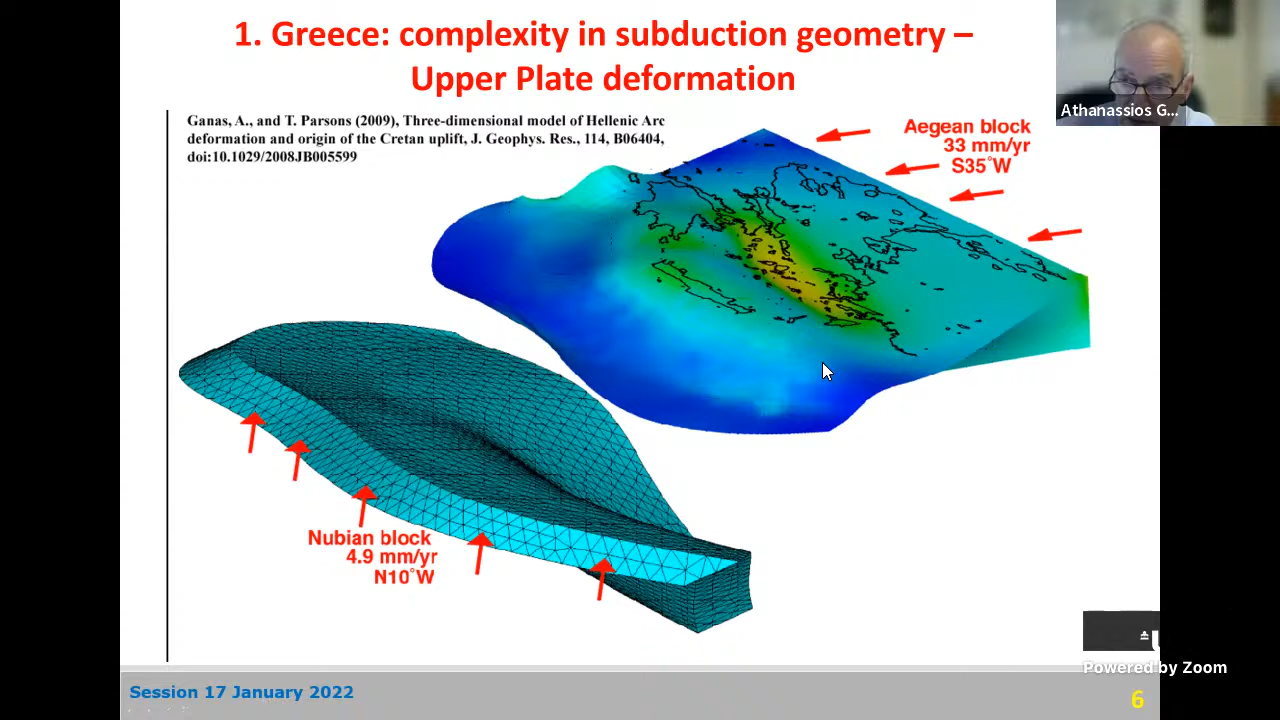 1. Greece: complexity in subduction geometry –
Upper Plate deformation
Athanassios G...
Ganas, A., and T. Parsons (2009), Three-dimensional model of Hellenic Arc
deformation and origin of the Cretan uplift, J. Geophys. Res., 114, B06404,
doi:10.1029/2008JB005599
Aegean block
33 mm/yr
S35°W
Nubian block
4.9 mm/yr
N10°W
Powered by Zoom
Session 17 January 2022
6